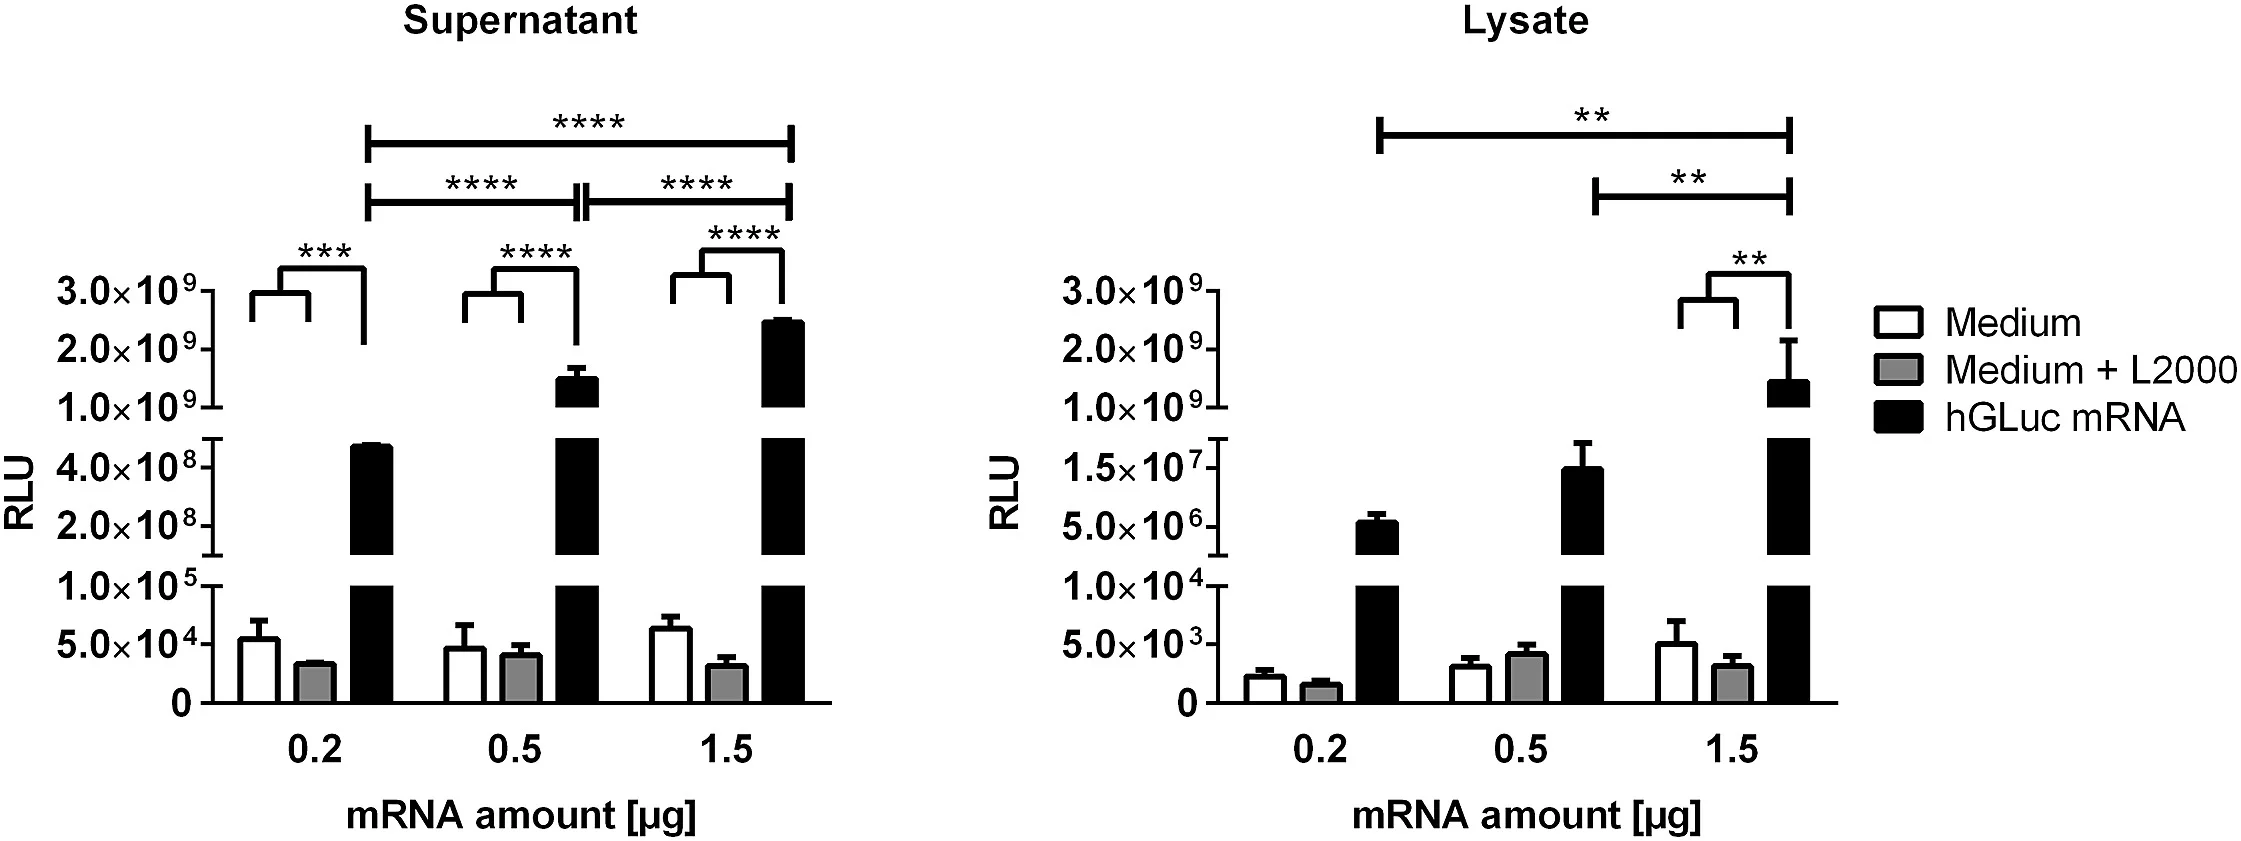 Supernatant
****
**** ****
*** **** ****
3.0×10⁹
2.0×10⁹
1.0×10⁹
4.0×10⁸
2.0×10⁸
1.0×10⁵
5.0×10⁴
0
RLU
0.2 0.5 1.5
mRNA amount [µg]
Lysate
**
**
**
3.0×10⁹
2.0×10⁹
1.0×10⁹
1.5×10⁷
5.0×10⁶
1.0×10⁴
5.0×10³
0
RLU
0.2 0.5 1.5
mRNA amount [µg]
Medium
Medium + L2000
hGLuc mRNA